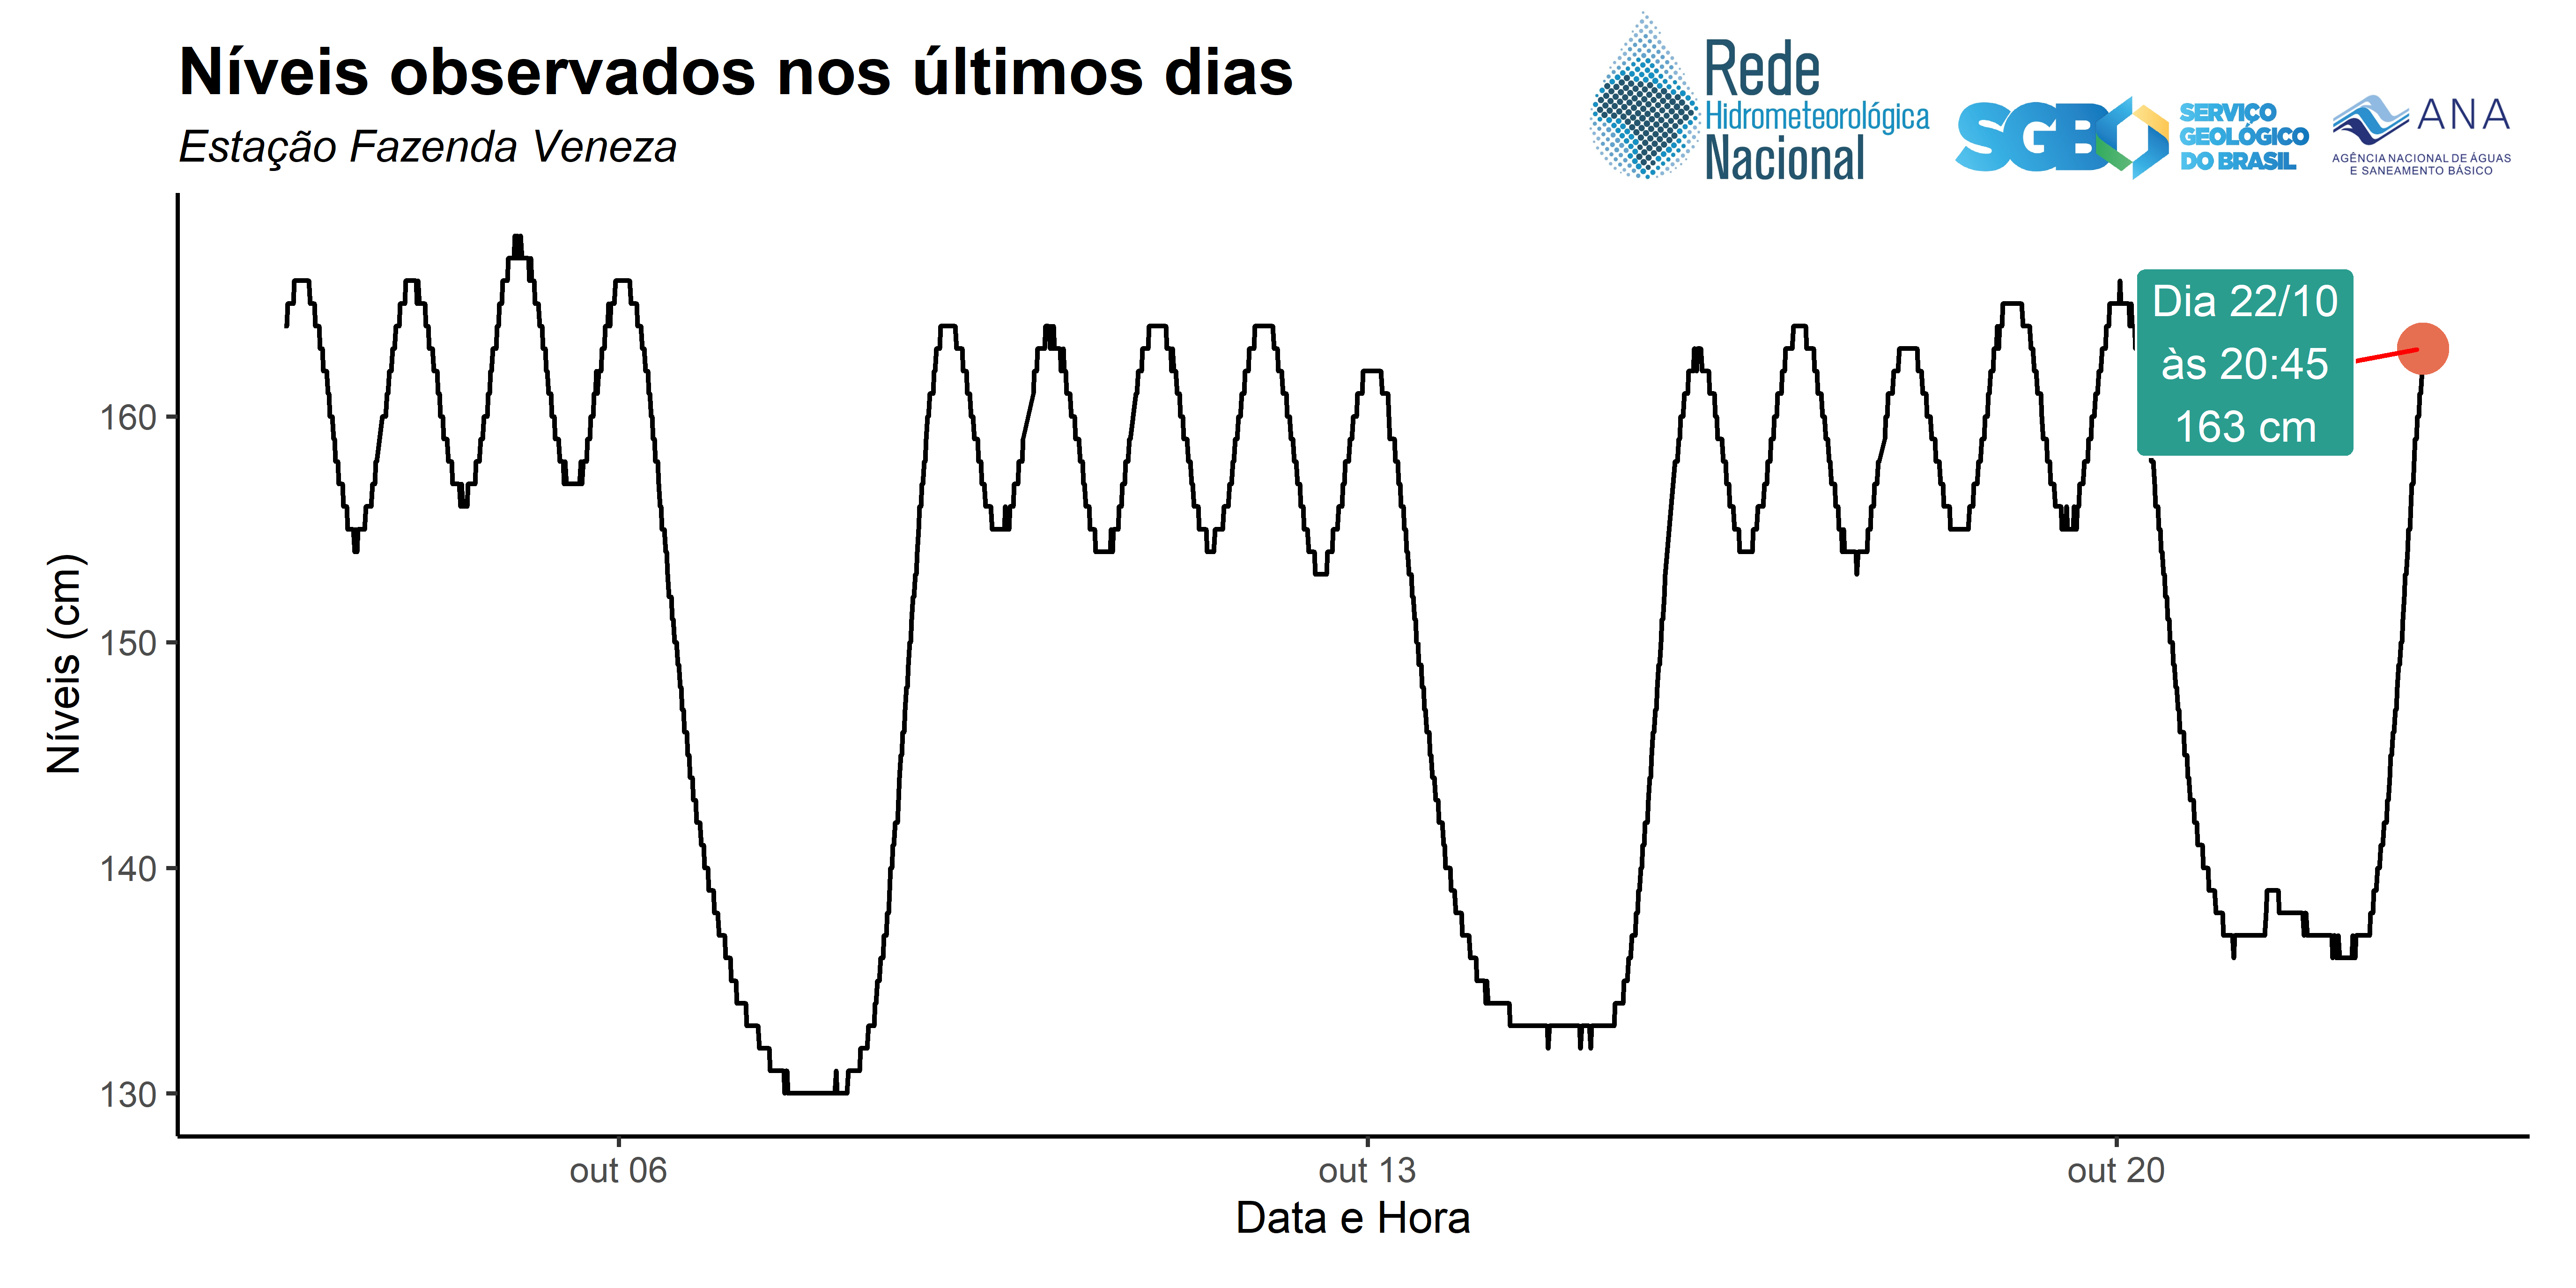 Níveis observados nos últimos dias
Estação Fazenda Veneza
Rede
Hidrometeorológica
Nacional
SGB
SERVIÇO
GEOLÓGICO
DO BRASIL
ANA
AGÊNCIA NACIONAL DE ÁGUAS
E SANEAMENTO BÁSICO
Dia 22/10
às 20:45
163 cm
Níveis (cm)
160
150
140
130
out 06
out 13
out 20
Data e Hora